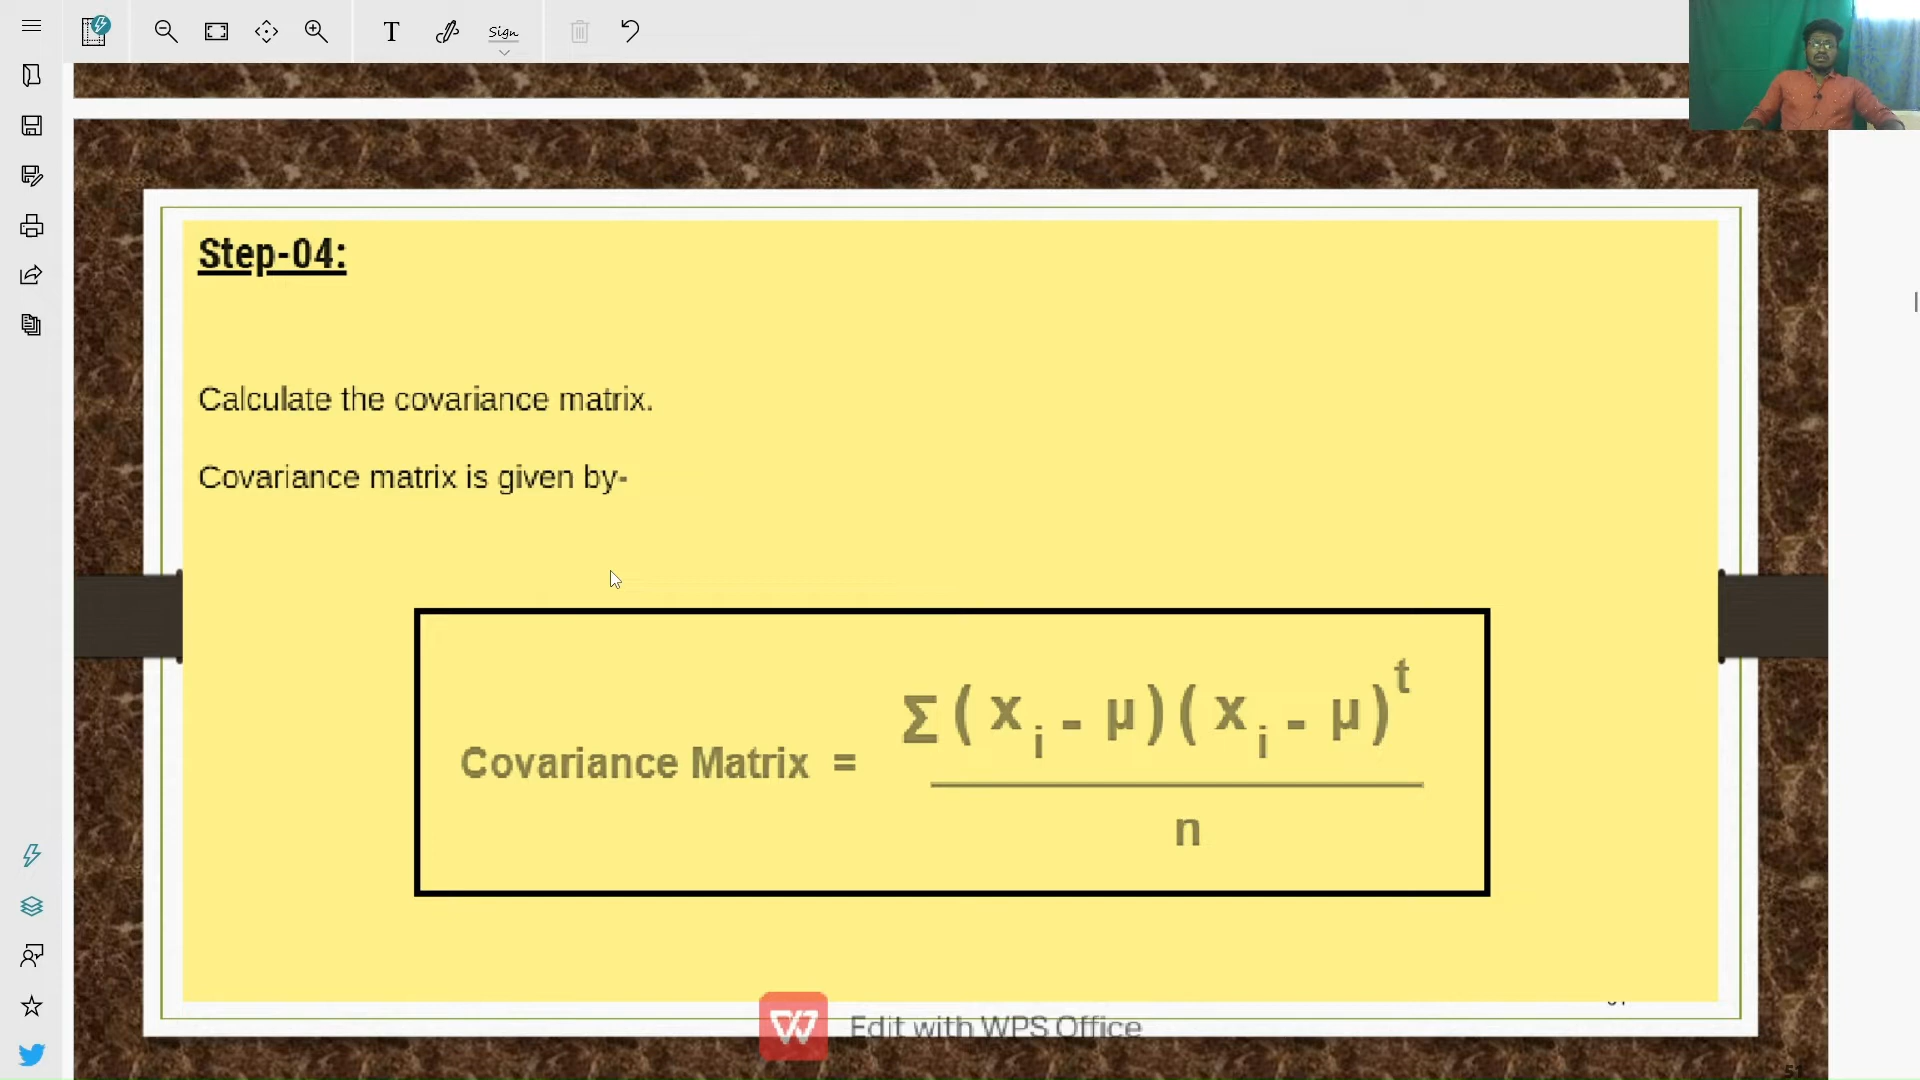 T
Sign
Step-04:
Calculate the covariance matrix.
Covariance matrix is given by-
Covariance Matrix = Σ ( x i - μ ) ( x i - μ ) t
n
Edit with WPS Office